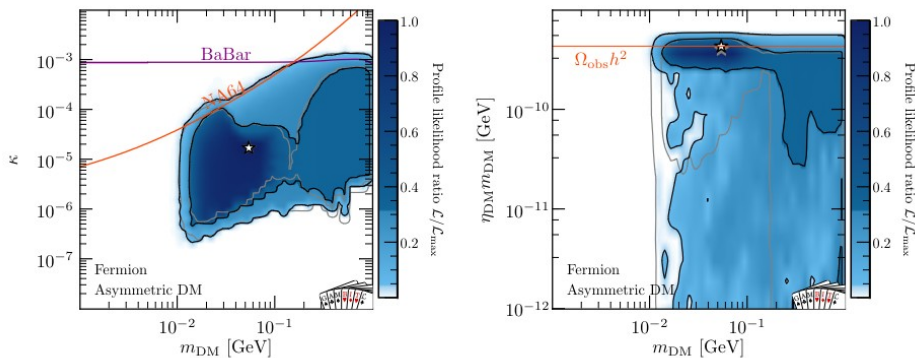 κ
10⁻³
10⁻⁴
10⁻⁵
10⁻⁶
10⁻⁷
BaBar
NA64
Fermion
Asymmetric DM
10⁻² 10⁻¹
m_DM [GeV]
1.0
0.8
0.6
0.4
0.2
Profile likelihood ratio ℒ/ℒ_max
η_DM m_DM [GeV]
10⁻¹⁰
10⁻¹¹
10⁻¹²
Ω_obs h²
Fermion
Asymmetric DM
10⁻² 10⁻¹
m_DM [GeV]
1.0
0.8
0.6
0.4
0.2
Profile likelihood ratio ℒ/ℒ_max